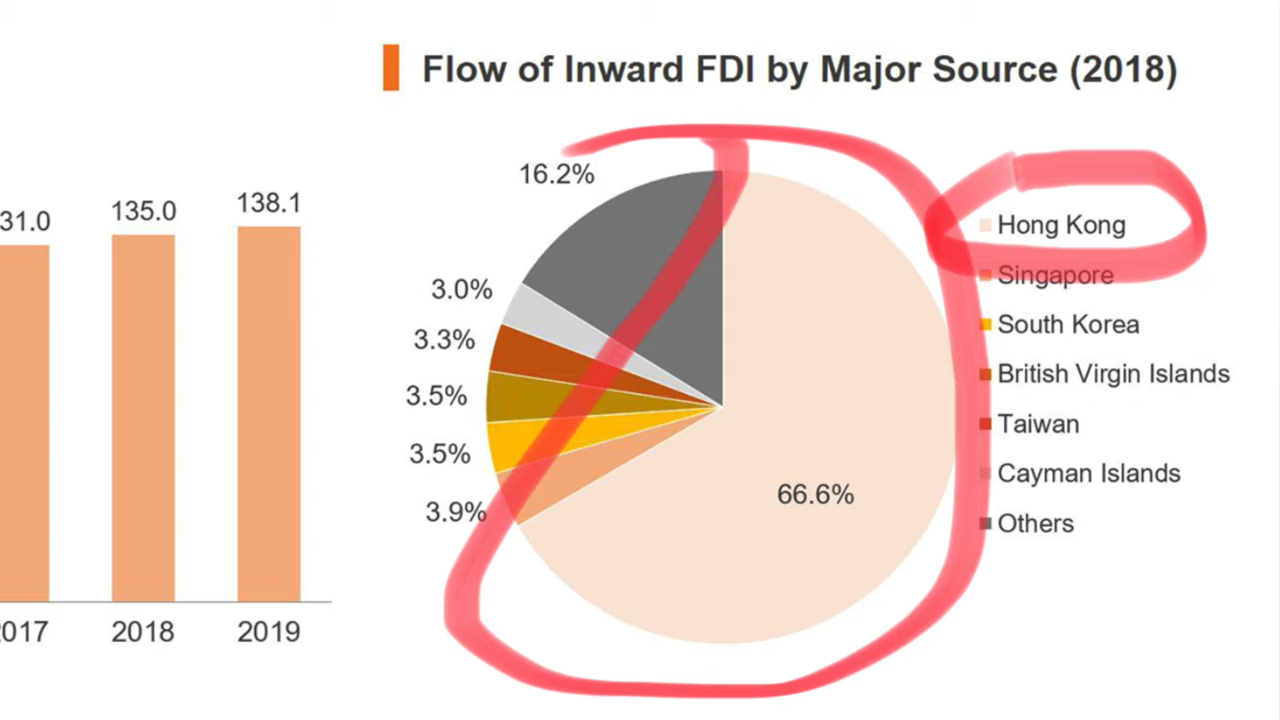 Flow of Inward FDI by Major Source (2018)
31.0
135.0
138.1
2017
2018
2019
16.2%
3.0%
3.3%
3.5%
3.5%
3.9%
66.6%
Hong Kong
Singapore
South Korea
British Virgin Islands
Taiwan
Cayman Islands
Others